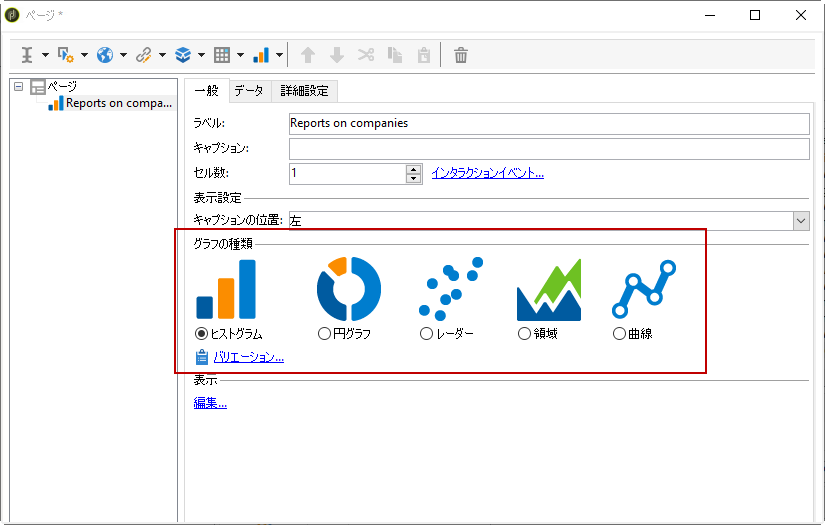 ページ *
ページ
Reports on compa...
一般 データ 詳細設定
ラベル: Reports on companies
キャプション:
セル数: 1 インタラクションイベント...
表示設定
キャプションの位置: 左
グラフの種類
ヒストグラム 円グラフ レーダー 領域 曲線
バリエーション...
表示
編集...